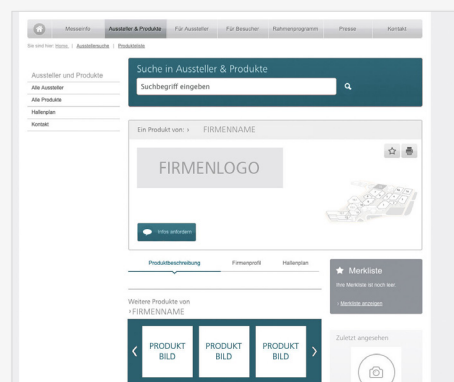 Messeinfo
Aussteller & Produkte
Für Aussteller
Für Besucher
Rahmenprogramm
Presse
Kontakt
Sie sind hier: Home | Ausstellersuche | Produktliste
Aussteller und Produkte
Alle Aussteller
Alle Produkte
Hallenplan
Kontakt
Suche in Aussteller & Produkte
Suchbegriff eingeben
Ein Produkt von: › FIRMENNAME
FIRMENLOGO
Infos anfordern
Produktbeschreibung
Firmenprofil
Hallenplan
Merkliste
Ihre Merkliste ist noch leer.
› Merkliste anzeigen
Weitere Produkte von
›FIRMENNAME
PRODUKT
BILD
PRODUKT
BILD
PRODUKT
BILD
Zuletzt angesehen